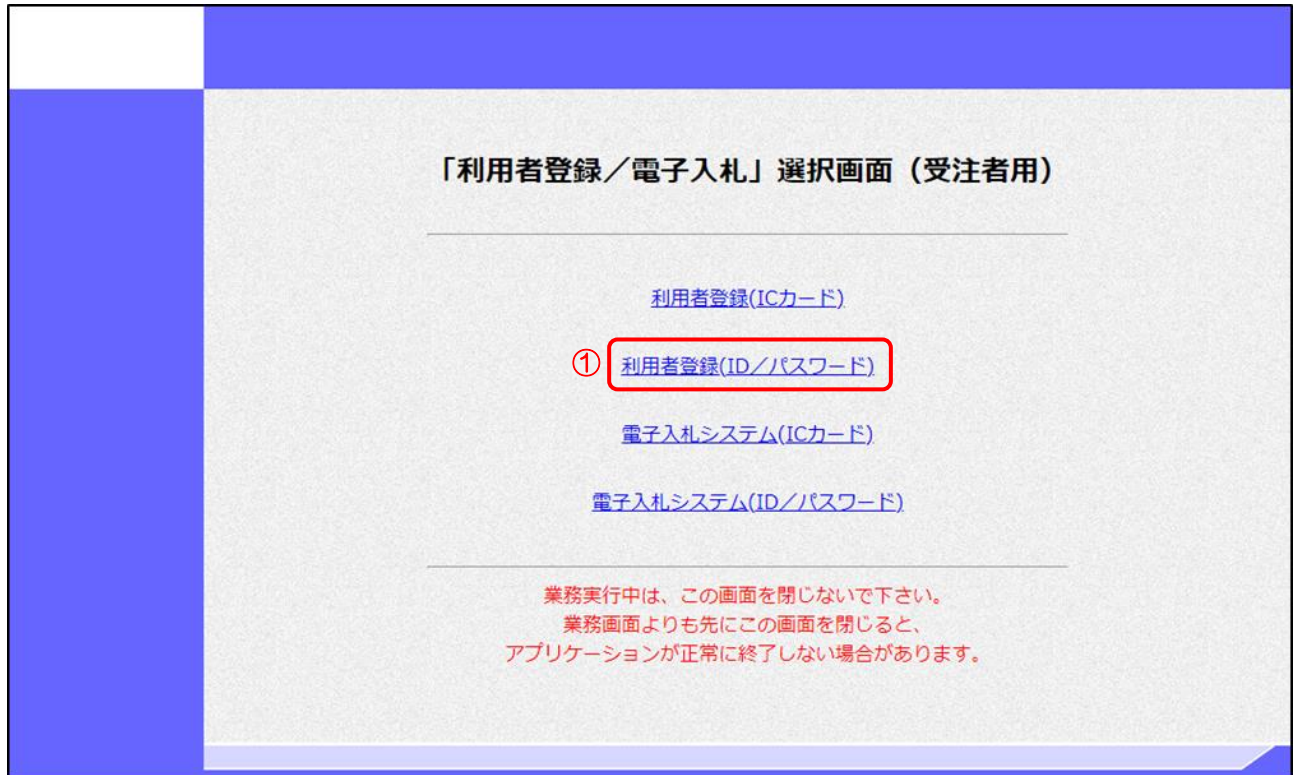 「利用者登録／電子入札」選択画面（受注者用）
利用者登録(ICカード)
① 利用者登録(ID／パスワード)
電子入札システム(ICカード)
電子入札システム(ID／パスワード)
業務実行中は、この画面を閉じないで下さい。
業務画面よりも先にこの画面を閉じると、
アプリケーションが正常に終了しない場合があります。